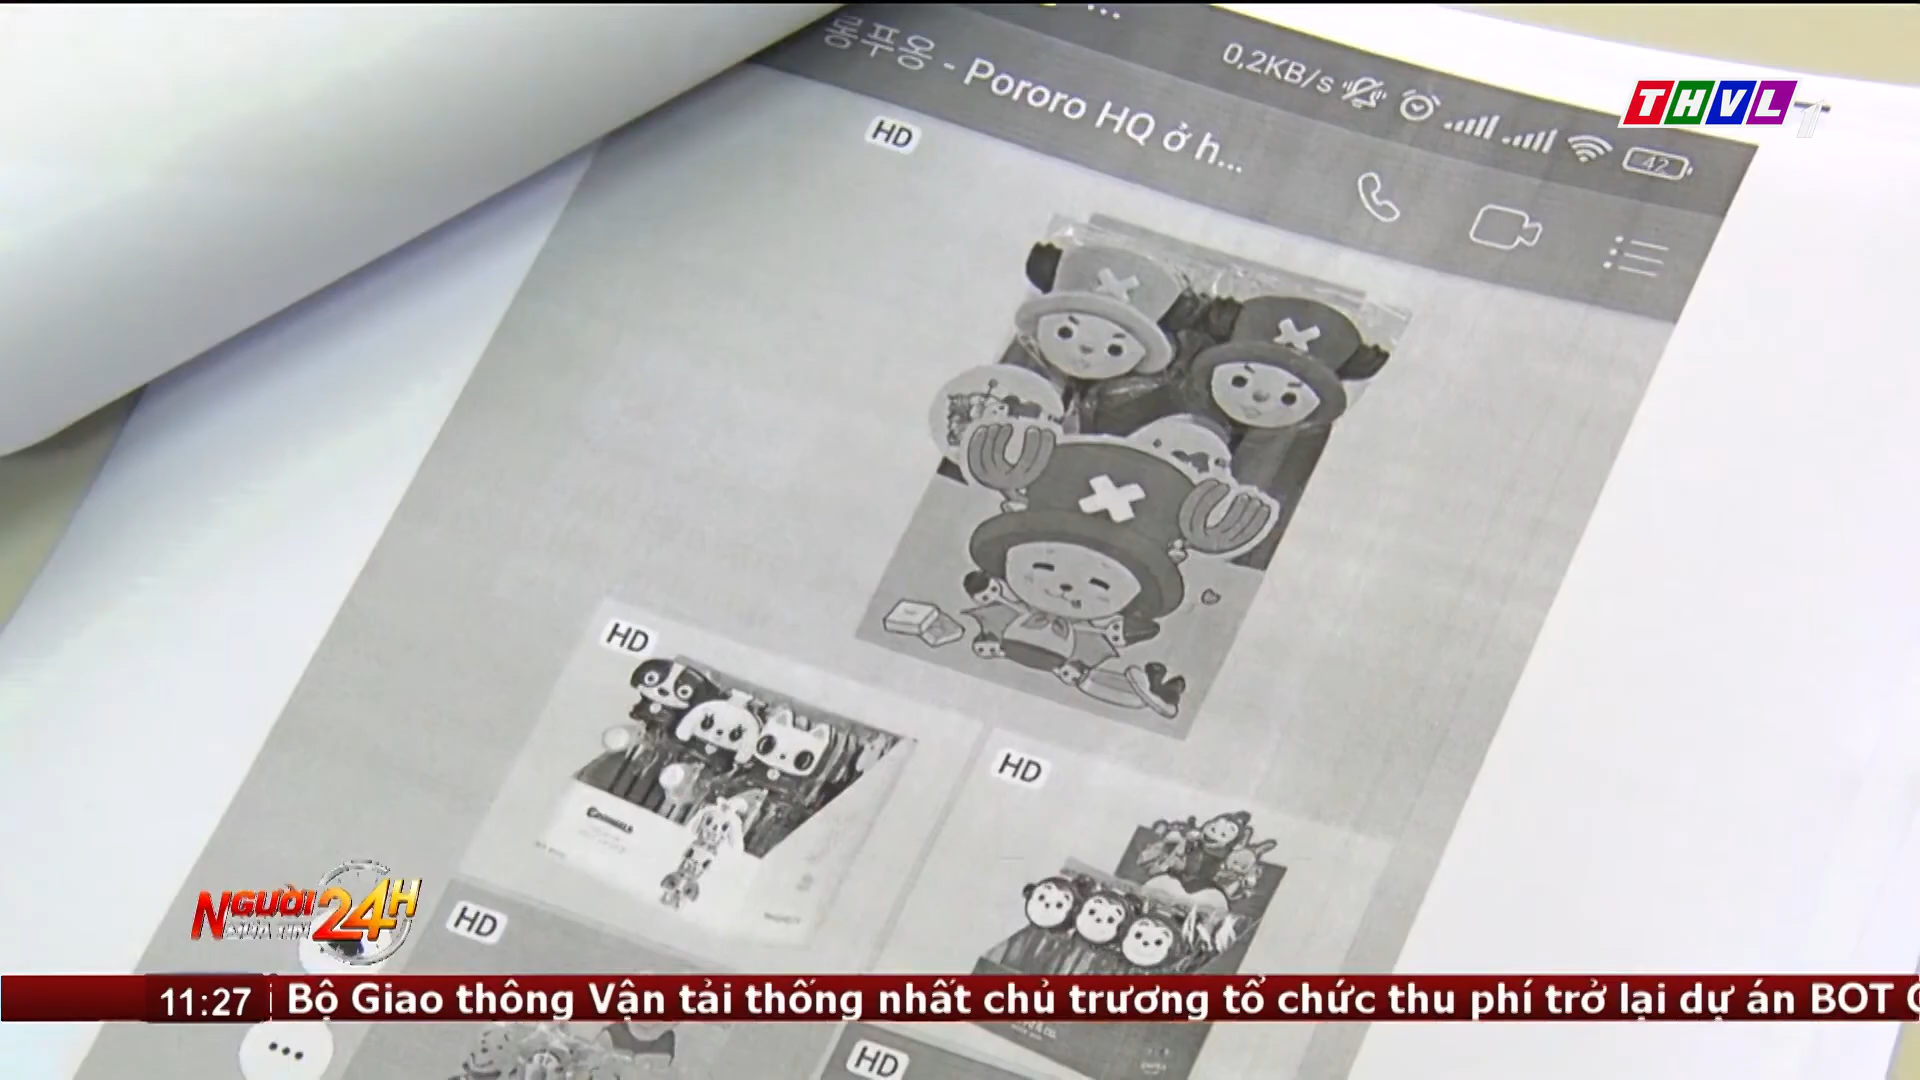 0,2KB/s
42
롱푸옹 - Pororo HQ ở h...
THVL1
HD
HD
HD
HD
HD
NGƯỜI
ĐƯA TIN
24H
11:27
Bộ Giao thông Vận tải thống nhất chủ trương tổ chức thu phí trở lại dự án BOT